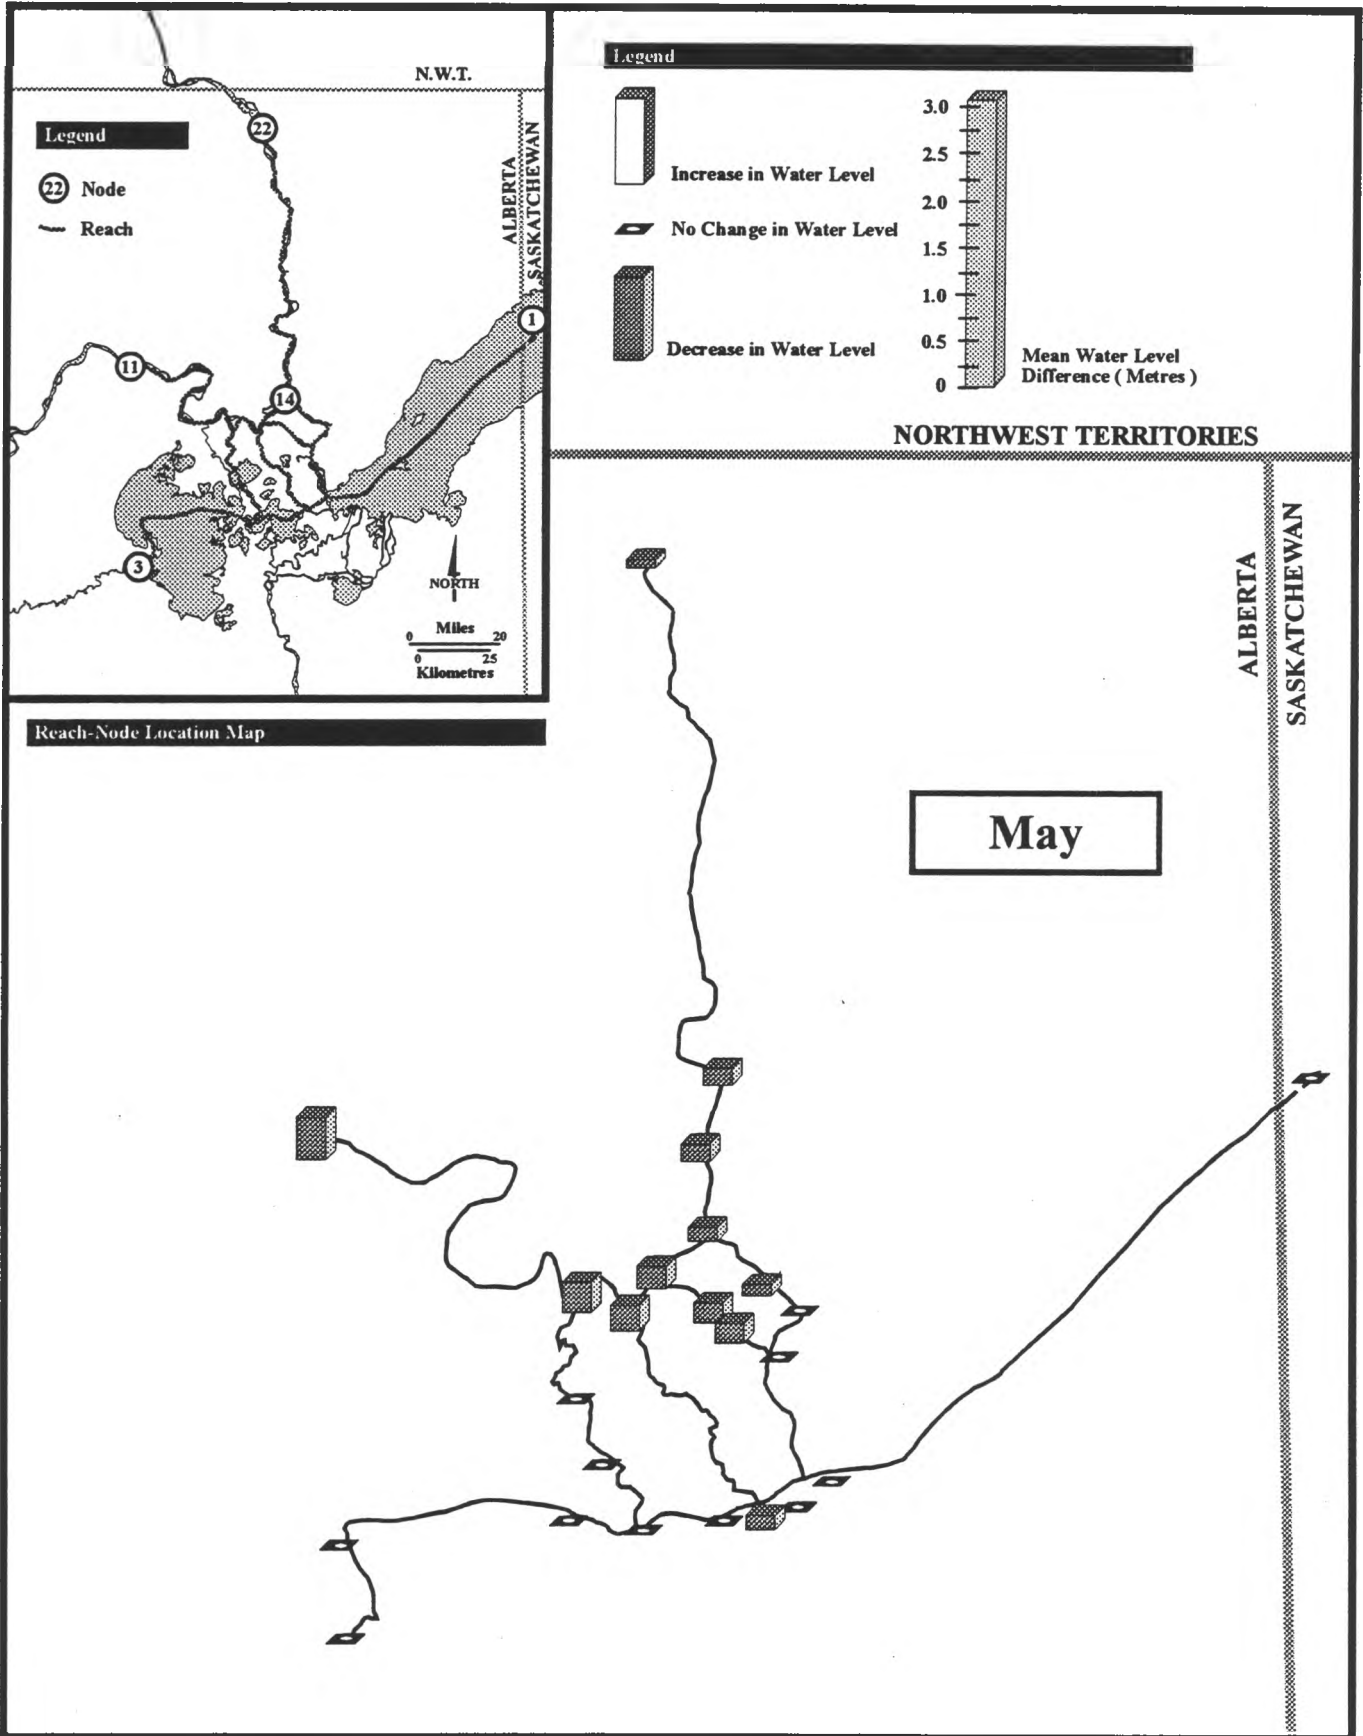 N.W.T.
Legend
22 Node
Reach
22
ALBERTA
SASKATCHEWAN
1
11
14
3
NORTH
Miles
0 20
0 25
Kilometres
Reach-Node Location Map
Legend
Increase in Water Level
No Change in Water Level
Decrease in Water Level
3.0
2.5
2.0
1.5
1.0
0.5
0
Mean Water Level
Difference ( Metres )
NORTHWEST TERRITORIES
ALBERTA
SASKATCHEWAN
May